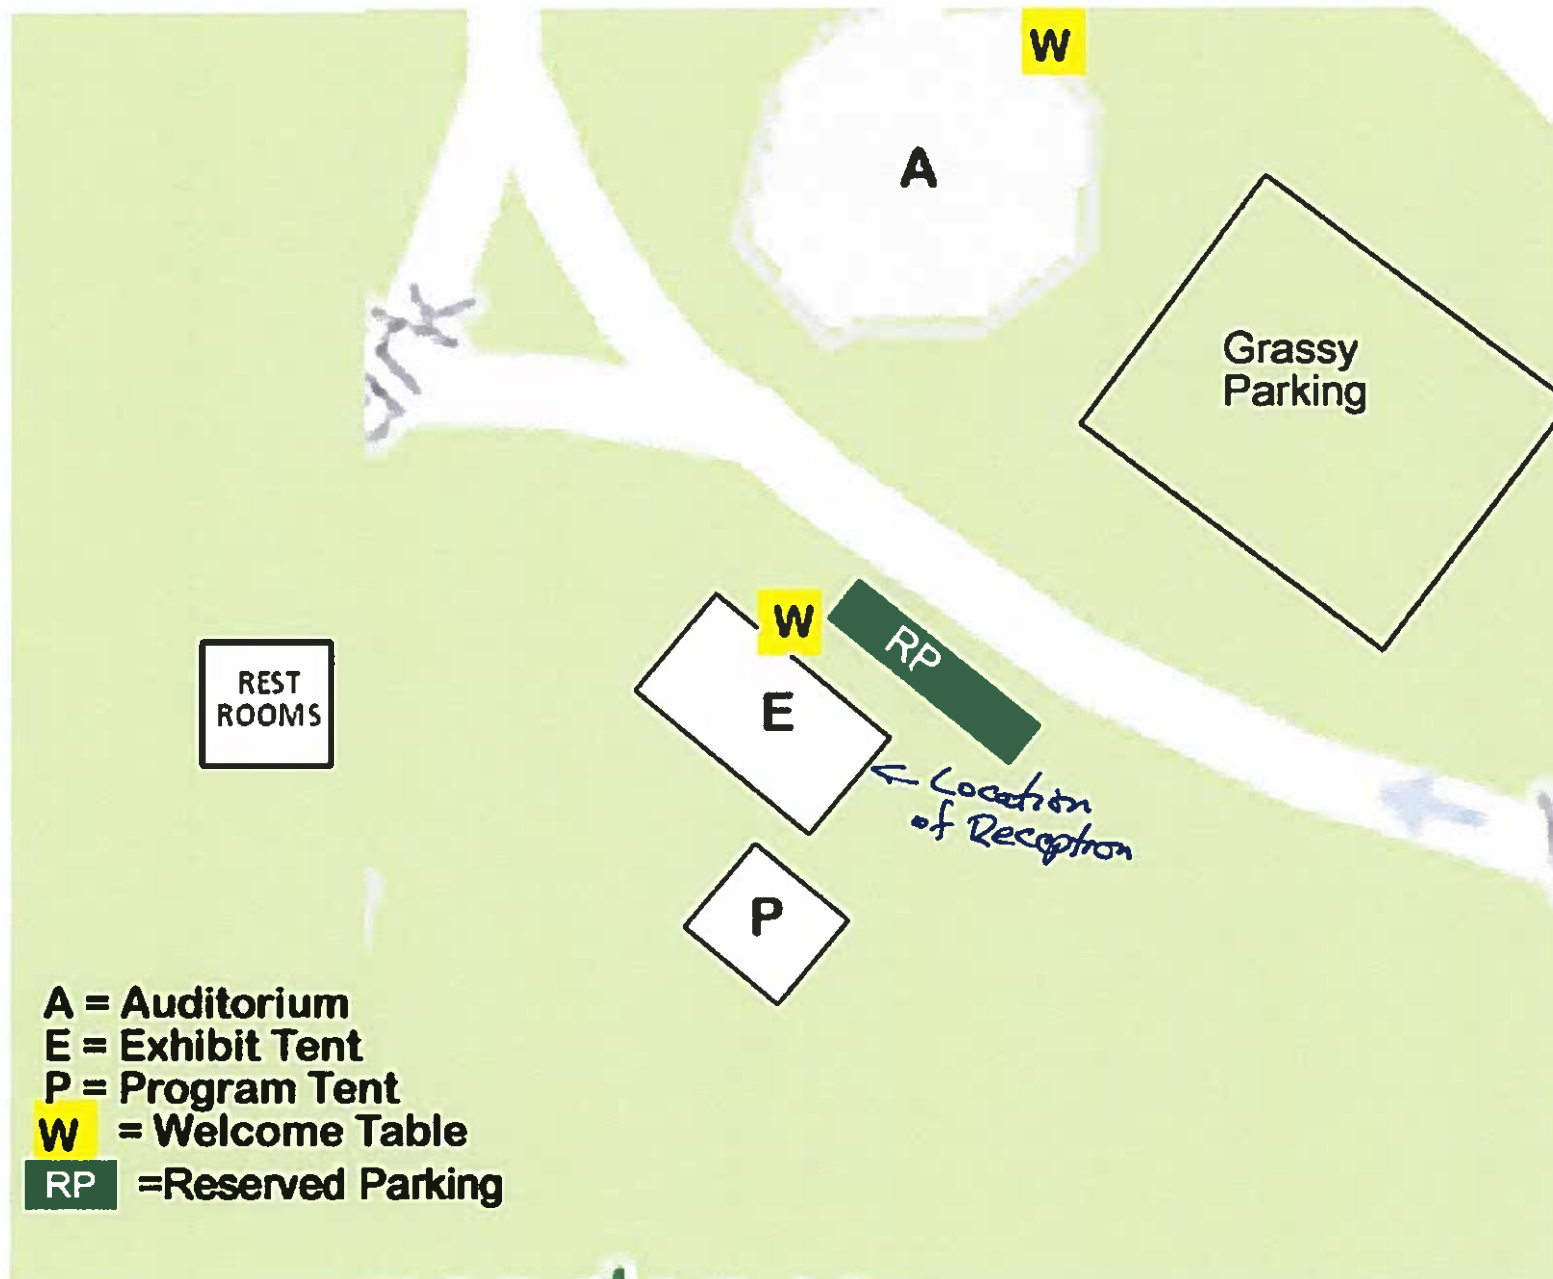 W
A
Grassy
Parking
W
RP
E
REST
ROOMS
← Location
of Reception
P
A = Auditorium
E = Exhibit Tent
P = Program Tent
W = Welcome Table
RP =Reserved Parking